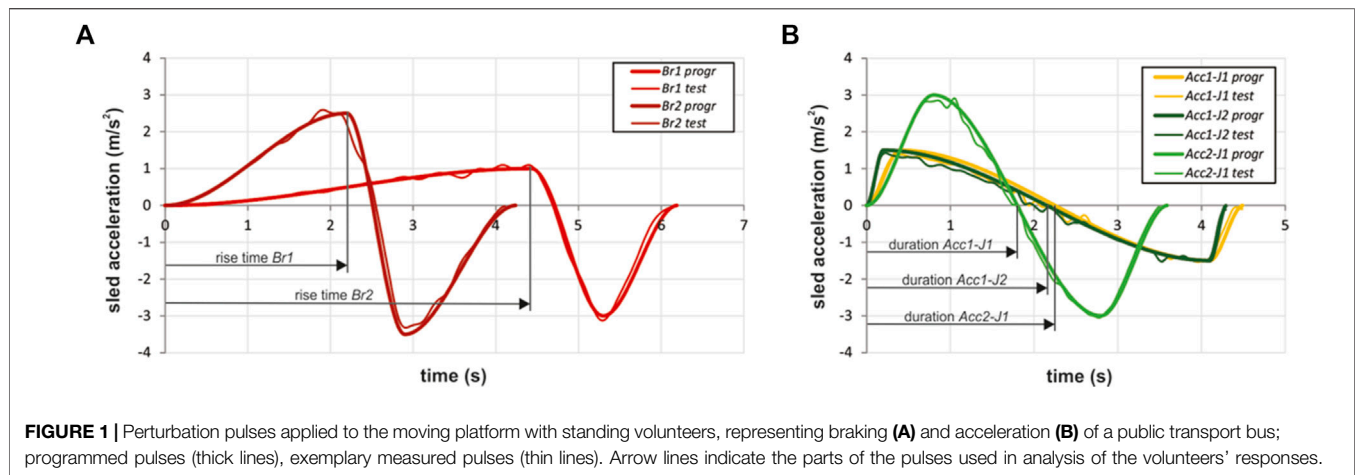 A
sled acceleration (m/s²)
4
3
2
1
0
-1
-2
-3
-4
Br1 progr
Br1 test
Br2 progr
Br2 test
rise time Br1
rise time Br2
0 1 2 3 4 5 6 7
time (s)
B
sled acceleration (m/s²)
4
3
2
1
0
-1
-2
-3
-4
Acc1-J1 progr
Acc1-J1 test
Acc1-J2 progr
Acc1-J2 test
Acc2-J1 progr
Acc2-J1 test
duration Acc1-J1
duration Acc1-J2
duration Acc2-J1
0 1 2 3 4 5
time (s)
FIGURE 1 | Perturbation pulses applied to the moving platform with standing volunteers, representing braking (A) and acceleration (B) of a public transport bus;
programmed pulses (thick lines), exemplary measured pulses (thin lines). Arrow lines indicate the parts of the pulses used in analysis of the volunteers' responses.